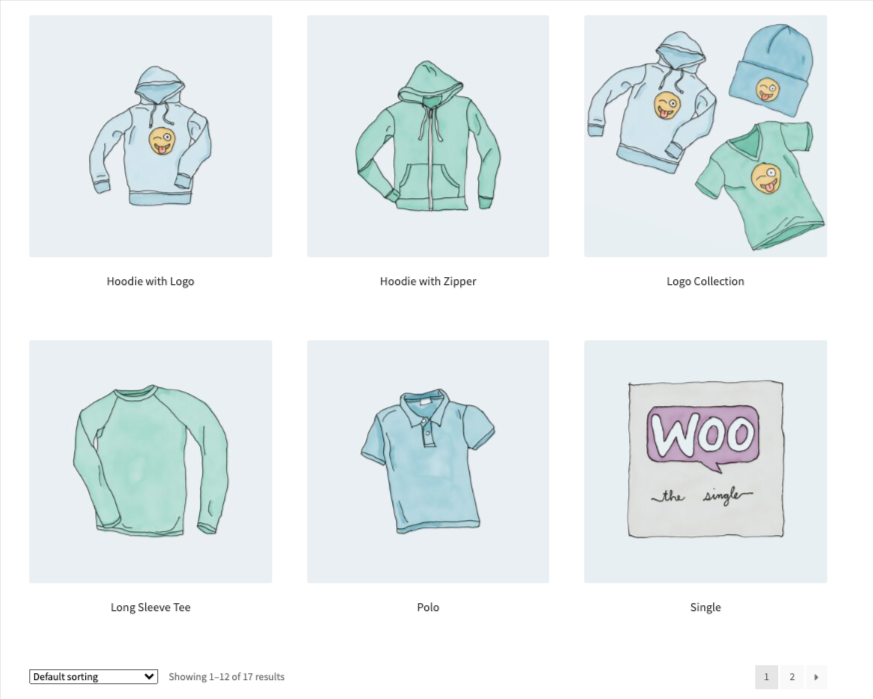 Hoodie with Logo
Hoodie with Zipper
Logo Collection
WOO
the single
Long Sleeve Tee
Polo
Single
Default sorting
Showing 1–12 of 17 results
1
2